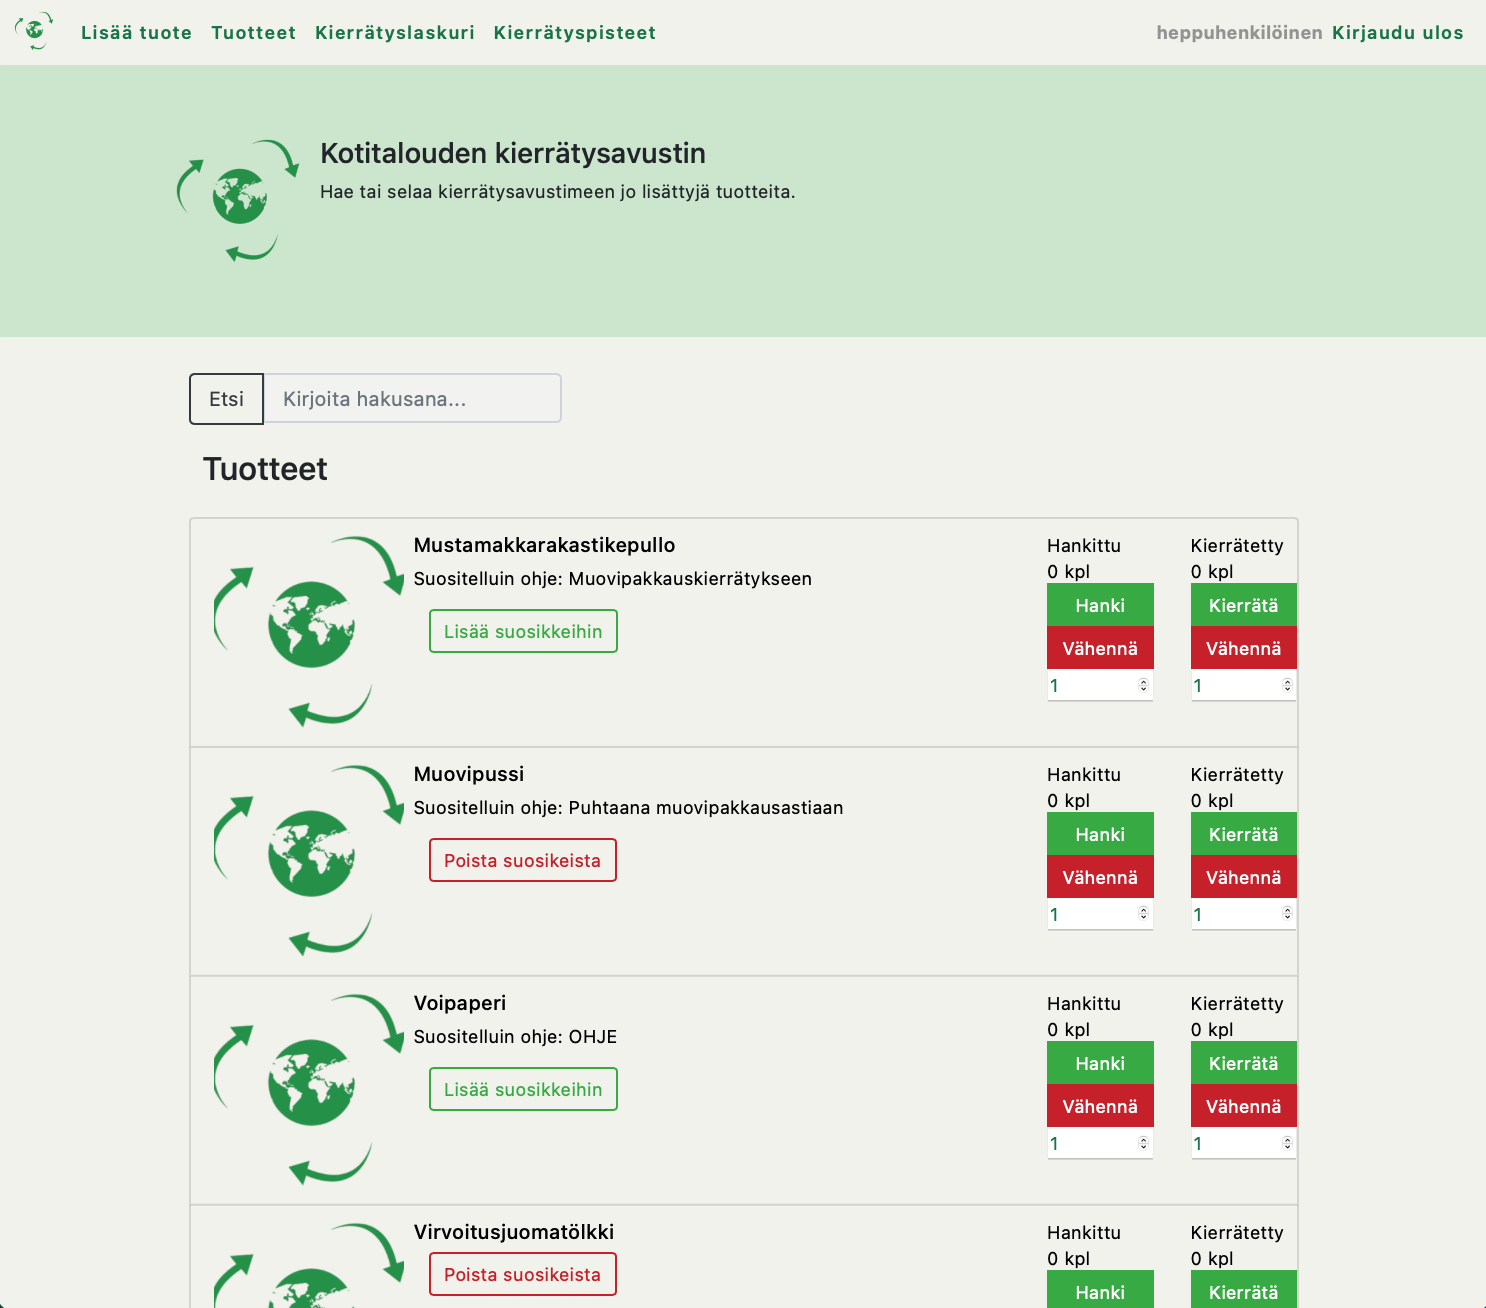 Lisää tuote Tuotteet Kierrätyslaskuri Kierrätyspisteet heppuhenkilöinen Kirjaudu ulos
Kotitalouden kierrätysavustin
Hae tai selaa kierrätysavustimeen jo lisättyjä tuotteita.
Etsi Kirjoita hakusana...
Tuotteet
Mustamakkarakastikepullo
Suositelluin ohje: Muovipakkauskierrätykseen
Lisää suosikkeihin
Hankittu Kierrätetty
0 kpl 0 kpl
Hanki Kierrätä
Vähennä Vähennä
1 1
Muovipussi
Suositelluin ohje: Puhtaana muovipakkausastiaan
Poista suosikeista
Hankittu Kierrätetty
0 kpl 0 kpl
Hanki Kierrätä
Vähennä Vähennä
1 1
Voipaperi
Suositelluin ohje: OHJE
Lisää suosikkeihin
Hankittu Kierrätetty
0 kpl 0 kpl
Hanki Kierrätä
Vähennä Vähennä
1 1
Virvoitusjuomatölkki
Poista suosikeista
Hankittu Kierrätetty
0 kpl 0 kpl
Hanki Kierrätä